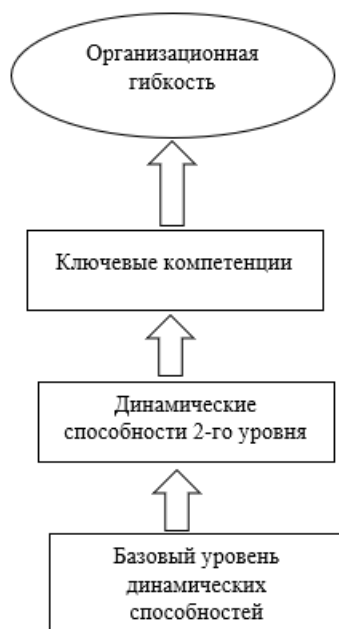 Организационная
гибкость
Ключевые компетенции
Динамические
способности 2-го уровня
Базовый уровень
динамических
способностей